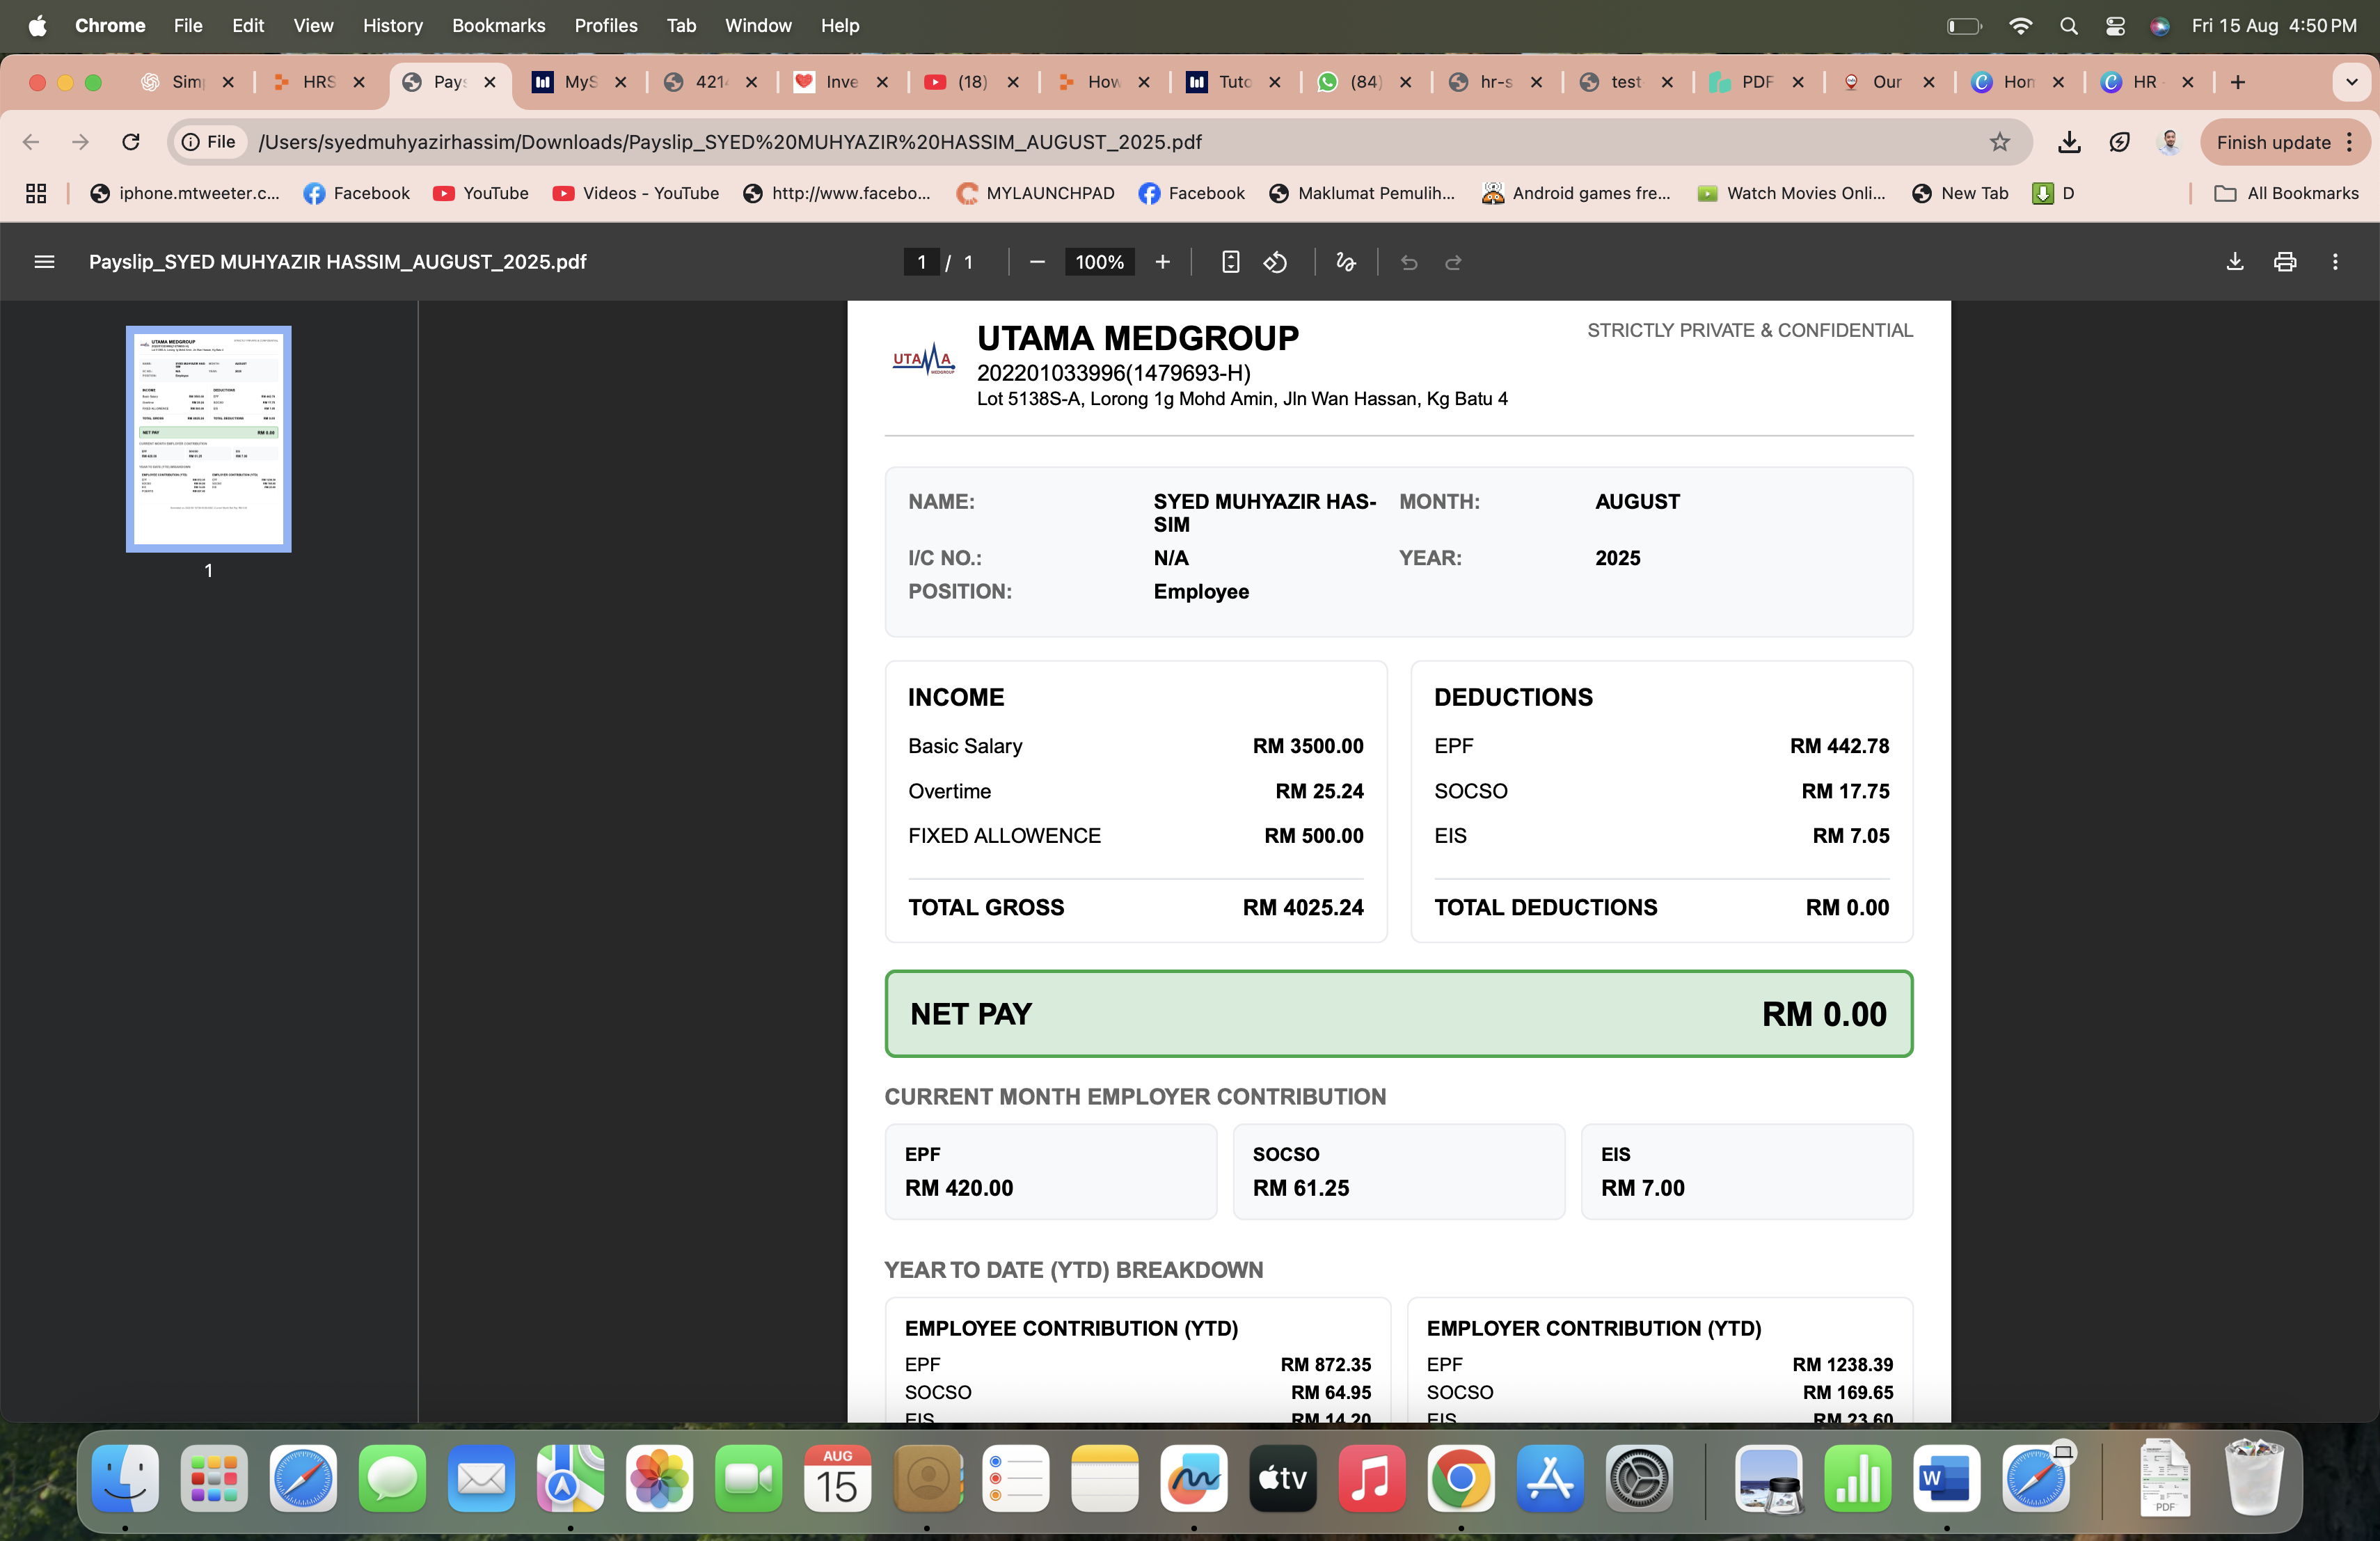 Chrome File Edit View History Bookmarks Profiles Tab Window Help Fri 15 Aug 4:50 PM
Sim HRS Pays MyS 421 Inve (18) How Tuto (84) hr-s test PDF Our Hon HR
File /Users/syedmuhyazirhassim/Downloads/Payslip_SYED%20MUHYAZIR%20HASSIM_AUGUST_2025.pdf Finish update
iphone.mtweeter.c... Facebook YouTube Videos - YouTube http://www.facebo... MYLAUNCHPAD Facebook Maklumat Pemulih... Android games fre... Watch Movies Onli... New Tab D All Bookmarks
Payslip_SYED MUHYAZIR HASSIM_AUGUST_2025.pdf 1 / 1 100%
1
UTAMA MEDGROUP
UTAMA MEDGROUP STRICTLY PRIVATE & CONFIDENTIAL
202201033996(1479693-H)
Lot 5138S-A, Lorong 1g Mohd Amin, Jln Wan Hassan, Kg Batu 4
NAME: SYED MUHYAZIR HAS- MONTH: AUGUST
SIM
I/C NO.: N/A YEAR: 2025
POSITION: Employee
INCOME
Basic Salary RM 3500.00
Overtime RM 25.24
FIXED ALLOWENCE RM 500.00
TOTAL GROSS RM 4025.24
DEDUCTIONS
EPF RM 442.78
SOCSO RM 17.75
EIS RM 7.05
TOTAL DEDUCTIONS RM 0.00
NET PAY RM 0.00
CURRENT MONTH EMPLOYER CONTRIBUTION
EPF
RM 420.00
SOCSO
RM 61.25
EIS
RM 7.00
YEAR TO DATE (YTD) BREAKDOWN
EMPLOYEE CONTRIBUTION (YTD)
EPF RM 872.35
SOCSO RM 64.95
EIS RM 14.20
EMPLOYER CONTRIBUTION (YTD)
EPF RM 1238.39
SOCSO RM 169.65
EIS RM 23.60
AUG
15
tv
W
PDF